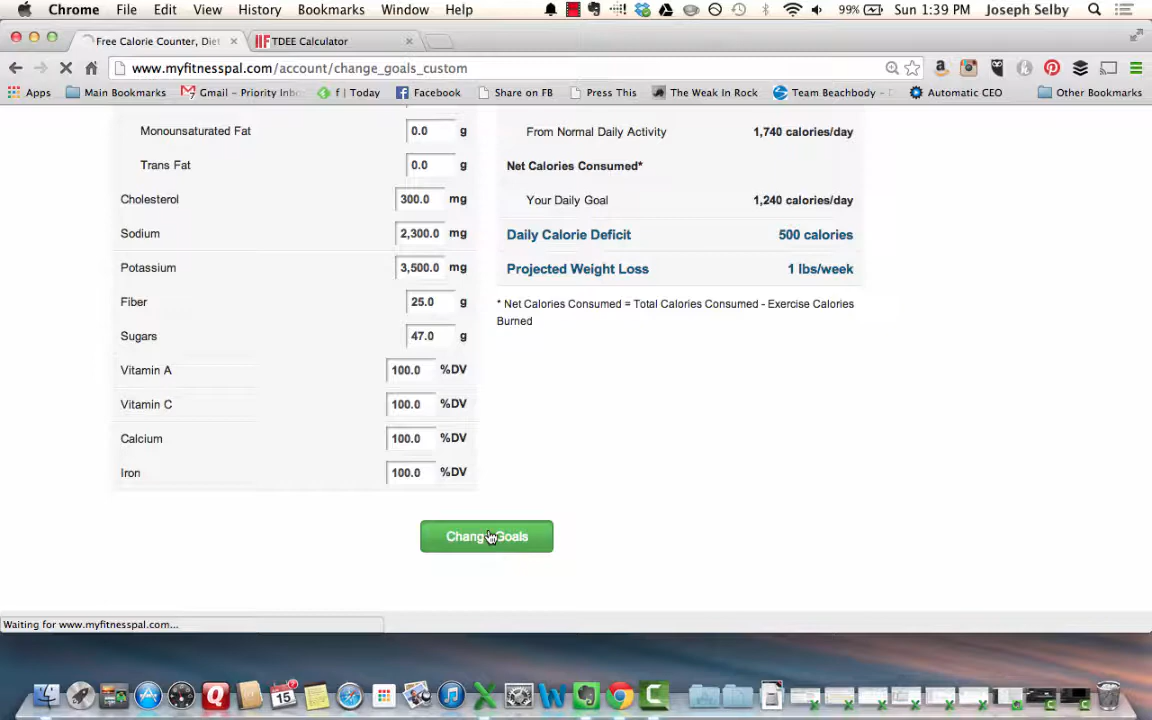 Chrome File Edit View History Bookmarks Window Help 99% Sun 1:39 PM Joseph Selby
Free Calorie Counter, Diet TDEE Calculator
www.myfitnesspal.com/account/change_goals_custom
Apps Main Bookmarks Gmail – Priority Inbo f | Today Facebook Share on FB Press This The Weak In Rock Team Beachbody - Automatic CEO Other Bookmarks
Monounsaturated Fat 0.0 g
Trans Fat 0.0 g
Cholesterol 300.0 mg
Sodium 2,300.0 mg
Potassium 3,500.0 mg
Fiber 25.0 g
Sugars 47.0 g
Vitamin A 100.0 %DV
Vitamin C 100.0 %DV
Calcium 100.0 %DV
Iron 100.0 %DV
From Normal Daily Activity 1,740 calories/day
Net Calories Consumed*
Your Daily Goal 1,240 calories/day
Daily Calorie Deficit 500 calories
Projected Weight Loss 1 lbs/week
* Net Calories Consumed = Total Calories Consumed - Exercise Calories
Burned
Change Goals
Waiting for www.myfitnesspal.com...
15